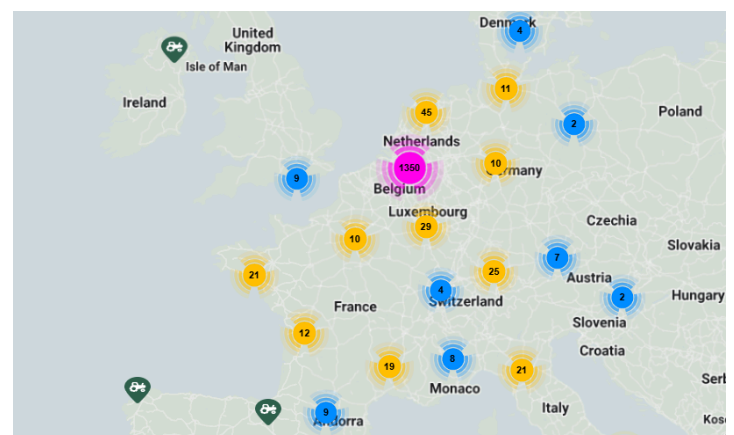 Denmark
4
United
Kingdom
Isle of Man
11
Ireland
45
Poland
2
Netherlands
1350
10
Germany
9
Belgium
Luxembourg
Czechia
29
10
Slovakia
7
21
25
Austria
4
Switzerland
2
Hungary
France
Slovenia
12
Croatia
8
19
21
Serb
Monaco
Italy
9
Andorra
Kos